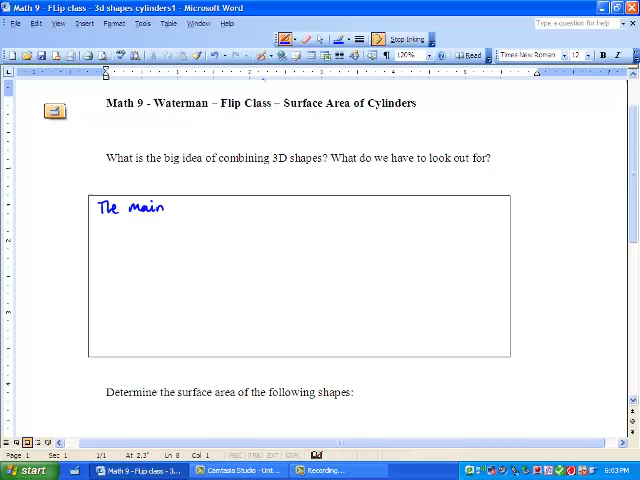 Math 9 - FLip class - 3d shapes cylinders1 - Microsoft Word
File Edit View Insert Format Tools Table Window Help Type a question for help
Stop Inking 120% Read Times New Roman 12 B I
Math 9 - Waterman – Flip Class – Surface Area of Cylinders
What is the big idea of combining 3D shapes? What do we have to look out for?
The main
Determine the surface area of the following shapes:
Page 1 Sec 1 1/1 At 2.3" Ln 8 Col 1 REC TRK EXT OVR
start Math 9 - FLip class - 3... Camtasia Studio - Unt... Recording... 6:03 PM